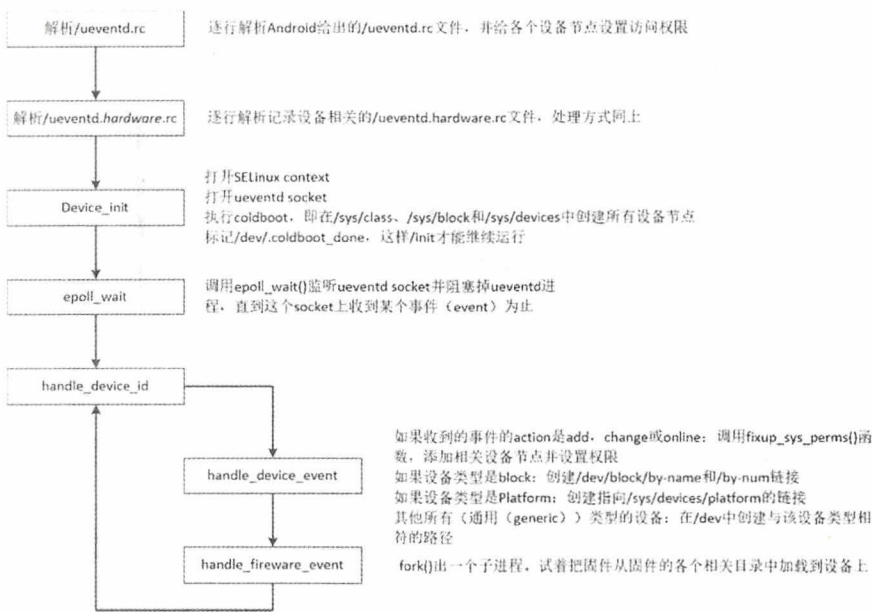 解析/ueventd.rc
逐行解析Android给出的/ueventd.rc文件，并给各个设备节点设置访问权限
解析/ueventd.hardware.rc
逐行解析记录设备相关的/ueventd.hardware.rc文件，处理方式同上
Device_init
打开SELinux context
打开ueventd socket
执行coldboot，即在/sys/class、/sys/block和/sys/devices中创建所有设备节点
标记/dev/.coldboot_done，这样/init才能继续运行
epoll_wait
调用epoll_wait()监听ueventd socket并阻塞掉ueventd进
程，直到这个socket上收到某个事件（event）为止
handle_device_id
handle_device_event
如果收到的事件的action是add，change或online：调用fixup_sys_perms()函
数，添加相关设备节点并设置权限
如果设备类型是block：创建/dev/block/by-name和/by-num链接
如果设备类型是Platform：创建指向/sys/devices/platform的链接
其他所有（通用（generic））类型的设备：在/dev中创建与该设备类型相
符的路径
handle_fireware_event
fork()出一个子进程，试着把固件从固件的各个相关目录中加载到设备上